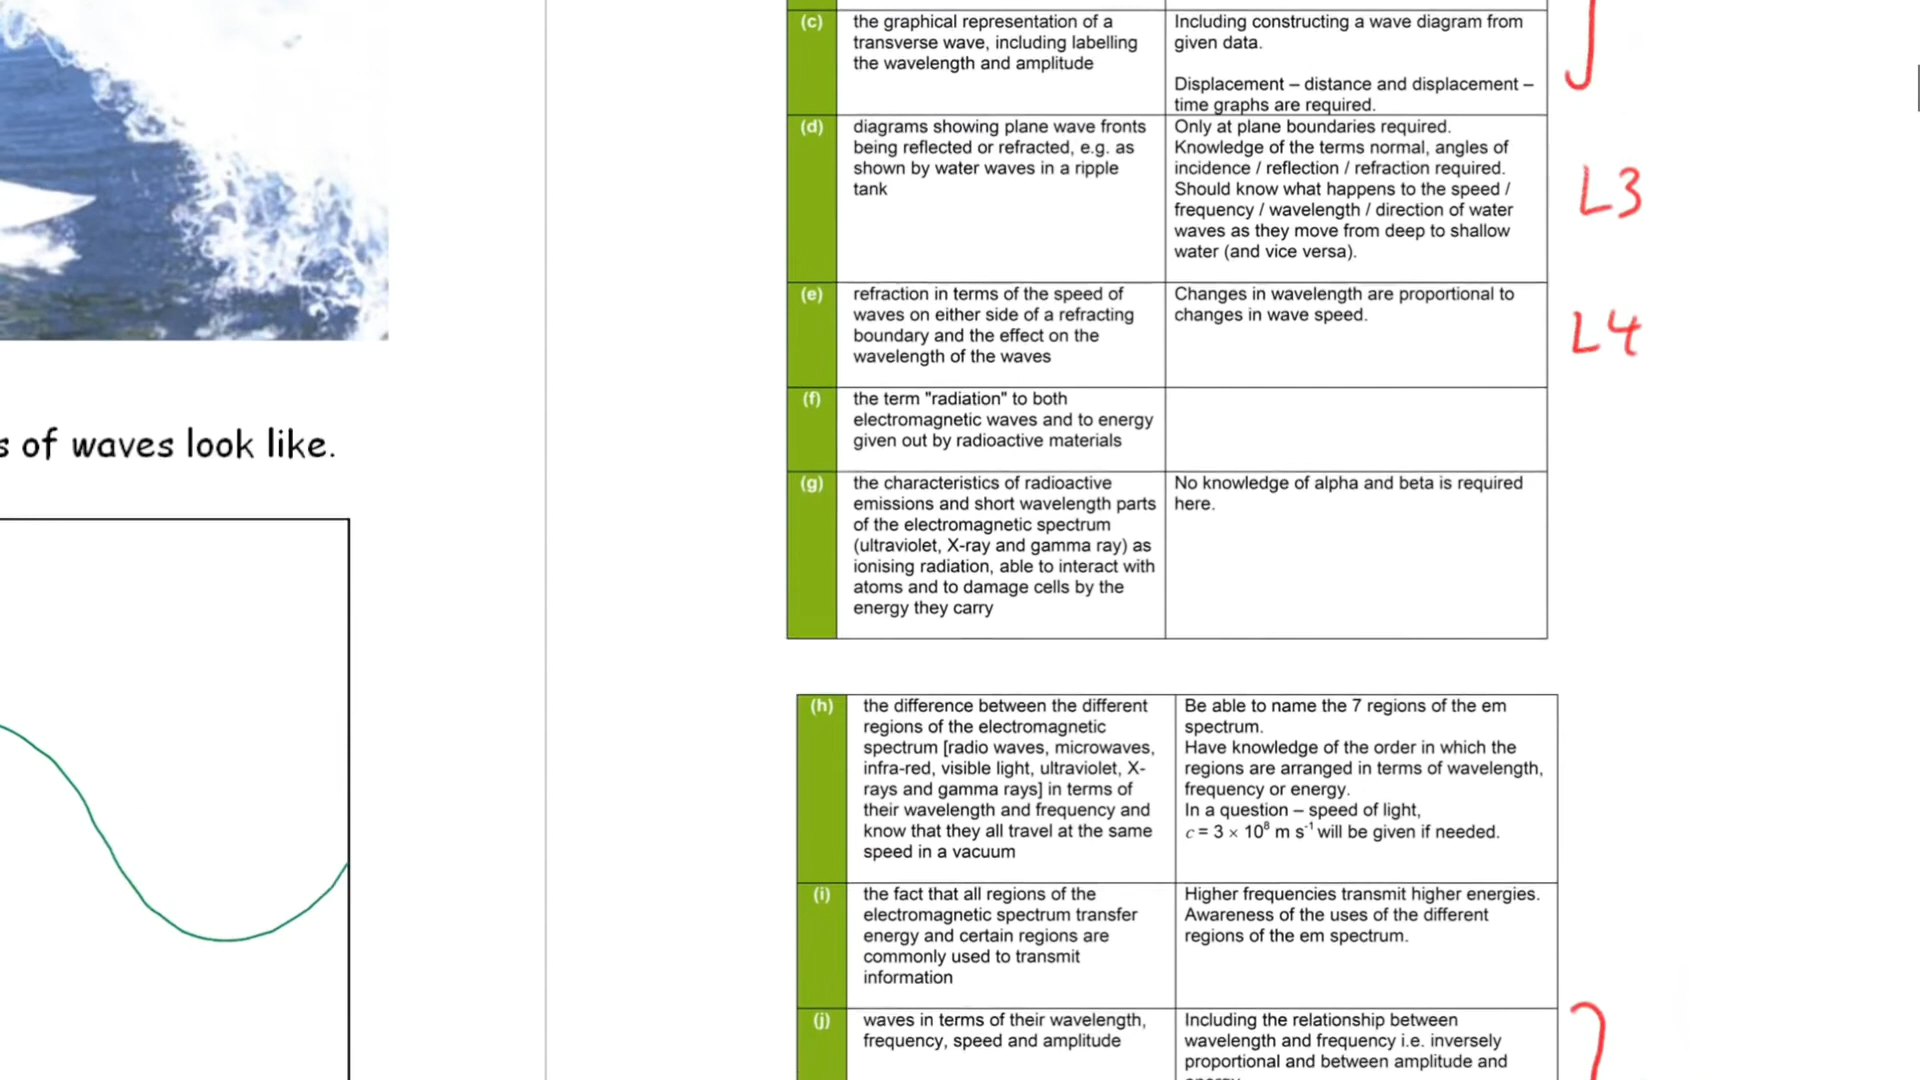 s of waves look like.
(c)
the graphical representation of a
transverse wave, including labelling
the wavelength and amplitude
Including constructing a wave diagram from
given data.
Displacement – distance and displacement –
time graphs are required.
(d)
diagrams showing plane wave fronts
being reflected or refracted, e.g. as
shown by water waves in a ripple
tank
Only at plane boundaries required.
Knowledge of the terms normal, angles of
incidence / reflection / refraction required.
Should know what happens to the speed /
frequency / wavelength / direction of water
waves as they move from deep to shallow
water (and vice versa).
L3
(e)
refraction in terms of the speed of
waves on either side of a refracting
boundary and the effect on the
wavelength of the waves
Changes in wavelength are proportional to
changes in wave speed.
L4
(f)
the term "radiation" to both
electromagnetic waves and to energy
given out by radioactive materials
(g)
the characteristics of radioactive
emissions and short wavelength parts
of the electromagnetic spectrum
(ultraviolet, X-ray and gamma ray) as
ionising radiation, able to interact with
atoms and to damage cells by the
energy they carry
No knowledge of alpha and beta is required
here.
(h)
the difference between the different
regions of the electromagnetic
spectrum [radio waves, microwaves,
infra-red, visible light, ultraviolet, X-
rays and gamma rays] in terms of
their wavelength and frequency and
know that they all travel at the same
speed in a vacuum
Be able to name the 7 regions of the em
spectrum.
Have knowledge of the order in which the
regions are arranged in terms of wavelength,
frequency or energy.
In a question – speed of light,
c = 3 × 10⁸ m s⁻¹ will be given if needed.
(i)
the fact that all regions of the
electromagnetic spectrum transfer
energy and certain regions are
commonly used to transmit
information
Higher frequencies transmit higher energies.
Awareness of the uses of the different
regions of the em spectrum.
(j)
waves in terms of their wavelength,
frequency, speed and amplitude
Including the relationship between
wavelength and frequency i.e. inversely
proportional and between amplitude and